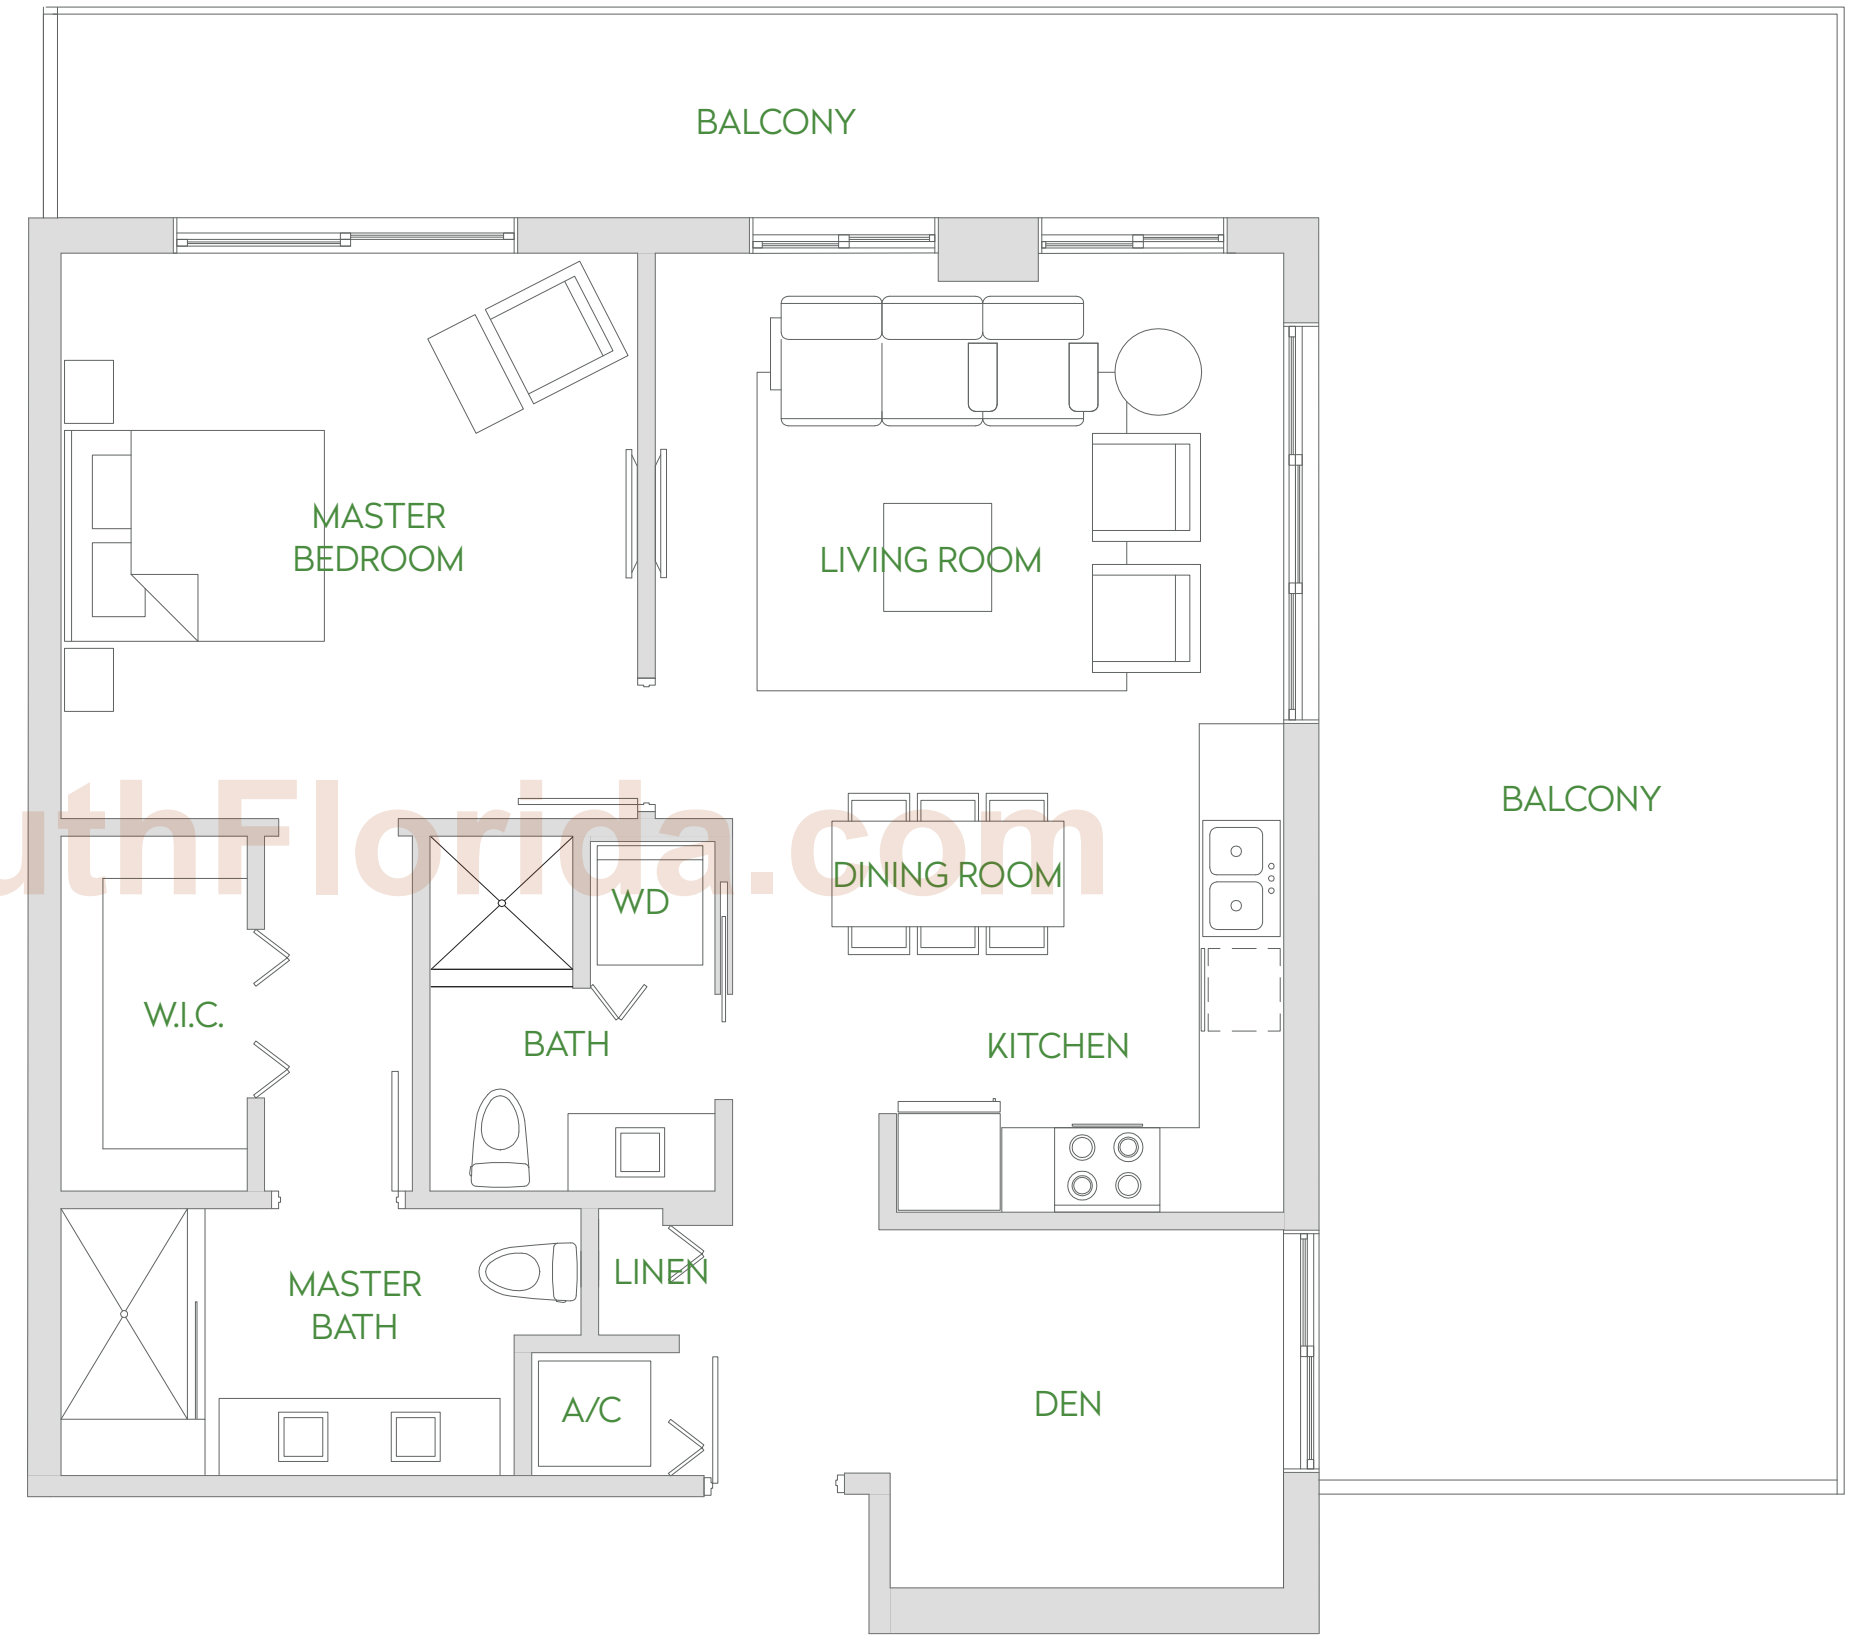 BALCONY
MASTER
BEDROOM
LIVING ROOM
BALCONY
uthFlorida.com
DINING ROOM
WD
W.I.C.
BATH
KITCHEN
LINEN
MASTER
BATH
DEN
A/C